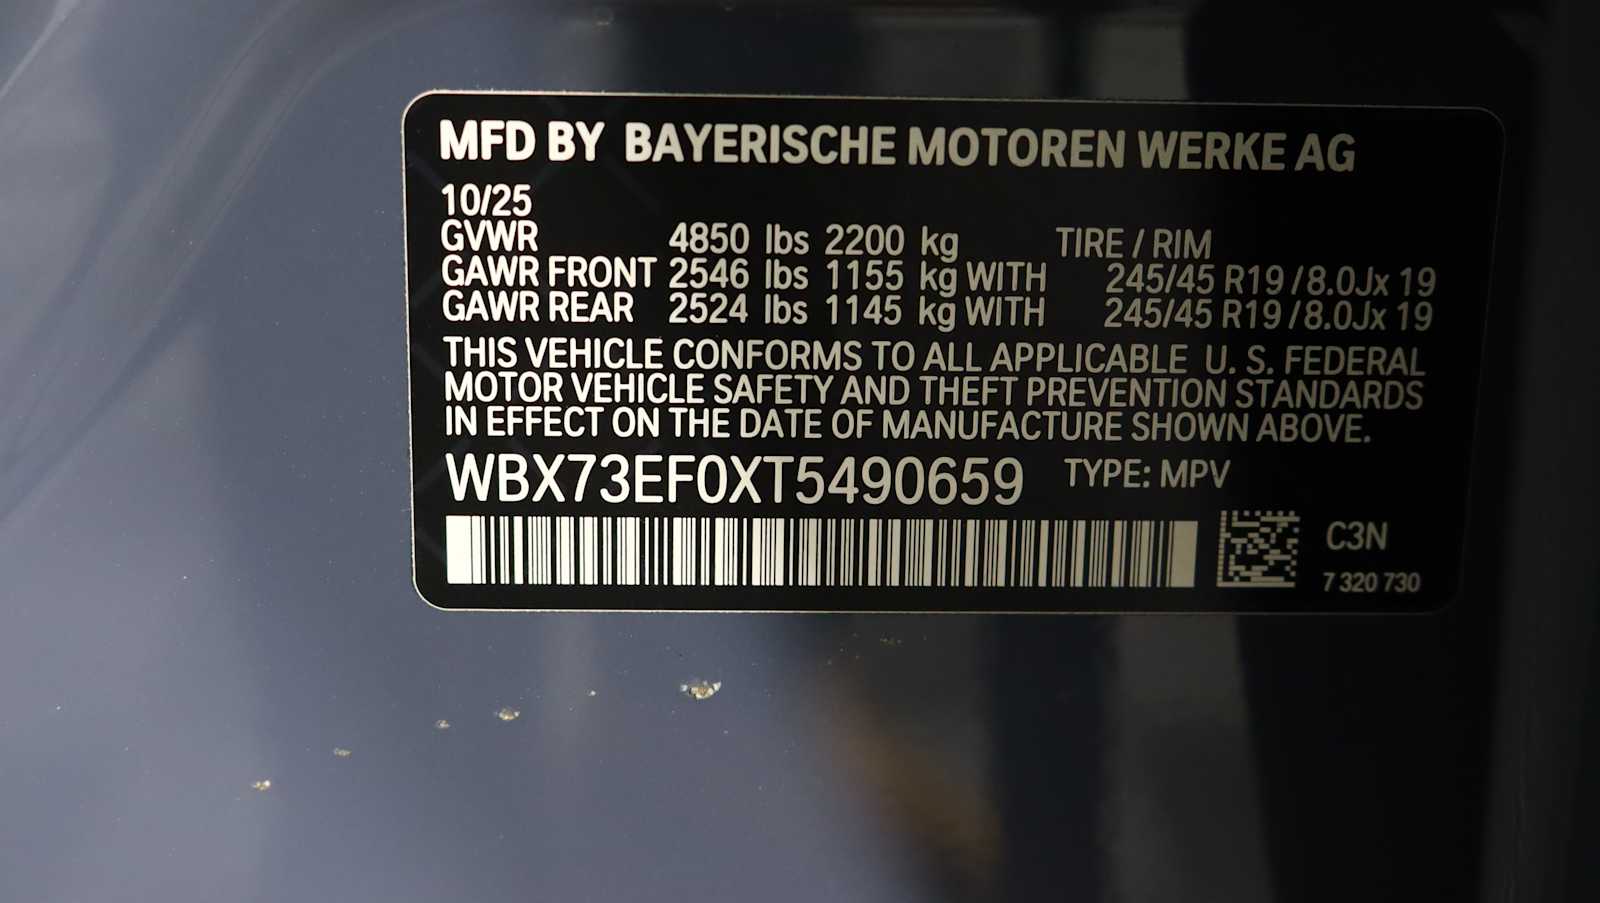 MFD BY BAYERISCHE MOTOREN WERKE AG
10/25
GVWR 4850 lbs 2200 kg TIRE / RIM
GAWR FRONT 2546 lbs 1155 kg WITH 245/45 R19 /8.0Jx 19
GAWR REAR 2524 lbs 1145 kg WITH 245/45 R19 /8.0Jx 19
THIS VEHICLE CONFORMS TO ALL APPLICABLE U. S. FEDERAL
MOTOR VEHICLE SAFETY AND THEFT PREVENTION STANDARDS
IN EFFECT ON THE DATE OF MANUFACTURE SHOWN ABOVE.
WBX73EF0XT5490659 TYPE: MPV
C3N
7 320 730